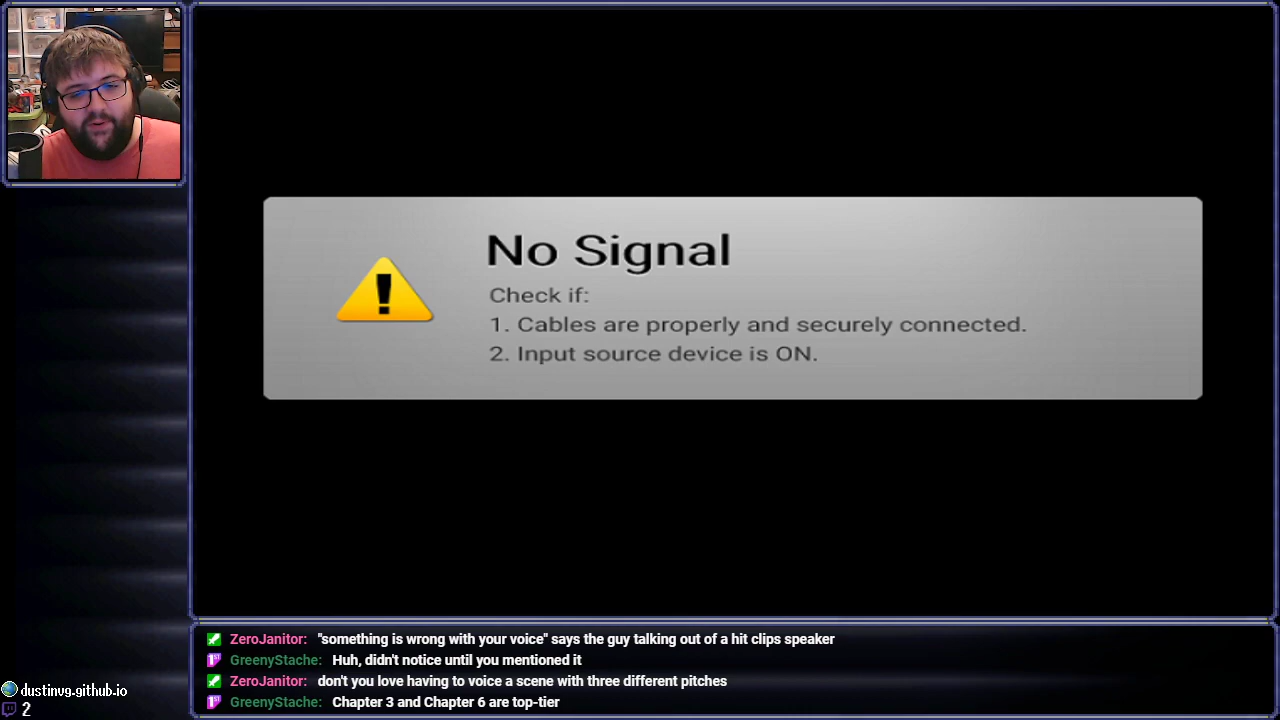 No Signal
Check if:
1. Cables are properly and securely connected.
2. Input source device is ON.
ZeroJanitor: "something is wrong with your voice" says the guy talking out of a hit clips speaker
GreenyStache: Huh, didn't notice until you mentioned it
ZeroJanitor: don't you love having to voice a scene with three different pitches
GreenyStache: Chapter 3 and Chapter 6 are top-tier
dustinvg.github.io
2